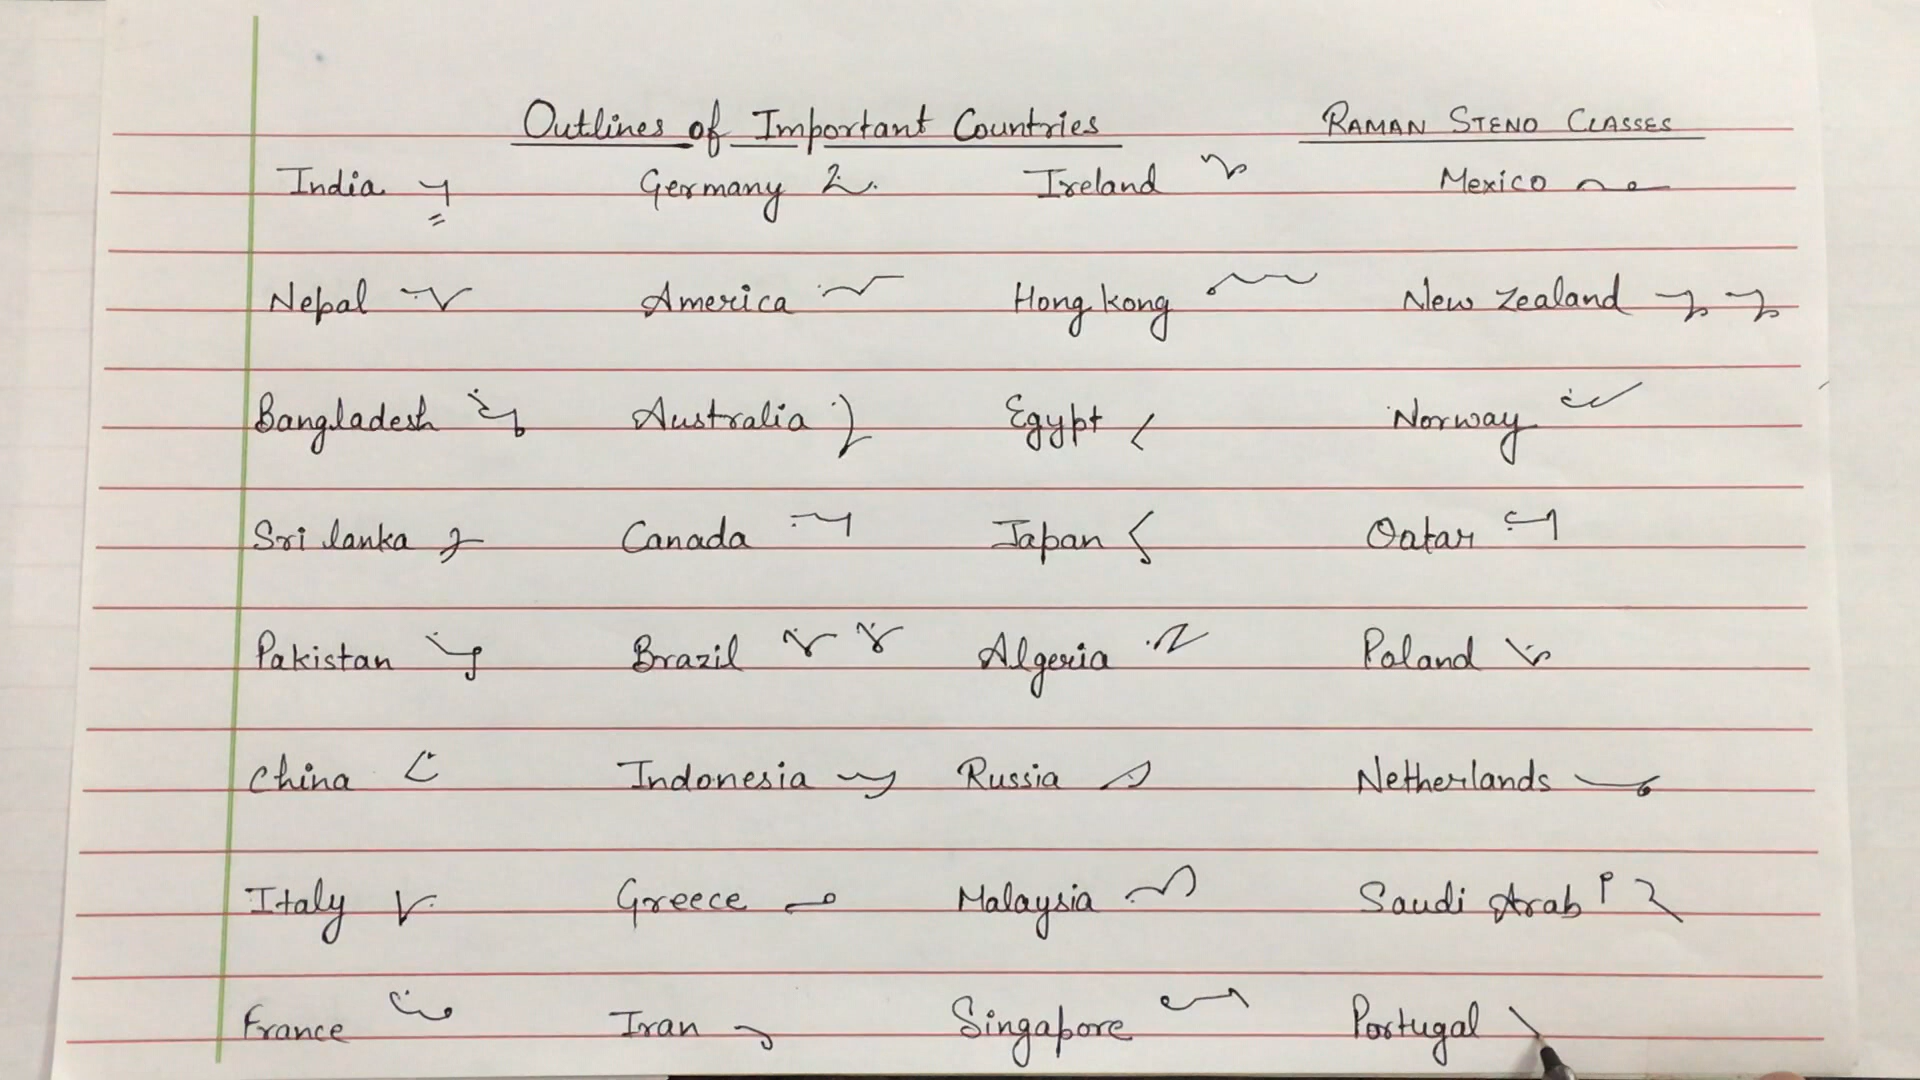 Outlines of Important Countries RAMAN STENO CLASSES
India Germany Ireland Mexico
Nepal America Hong kong New Zealand
Bangladesh Australia Egypt Norway
Sri lanka Canada Japan Qatar
Pakistan Brazil Algeria Poland
China Indonesia Russia Netherlands
Italy Greece Malaysia Saudi Arab
France Iran Singapore Portugal